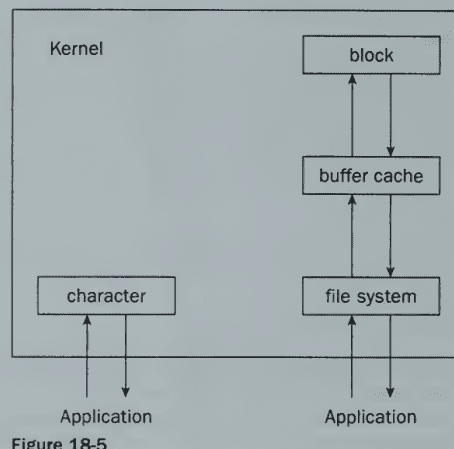 Kernel
block
buffer cache
character
file system
Application
Application
Figure 18-5